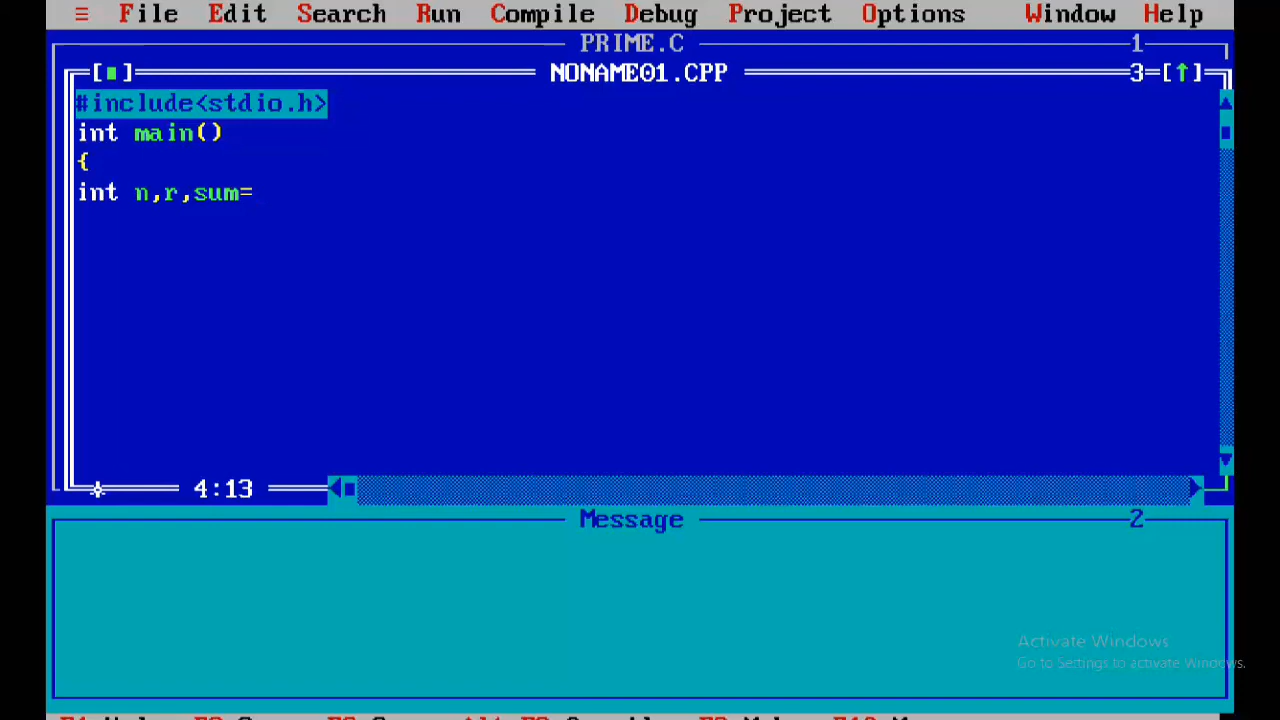 ≡ File Edit Search Run Compile Debug Project Options Window Help
PRIME.C 1
[■] NONAME01.CPP 3=[↑]
#include<stdio.h>
int main()
{
int n,r,sum=
4:13
Message 2
Activate Windows
Go to Settings to activate Windows.